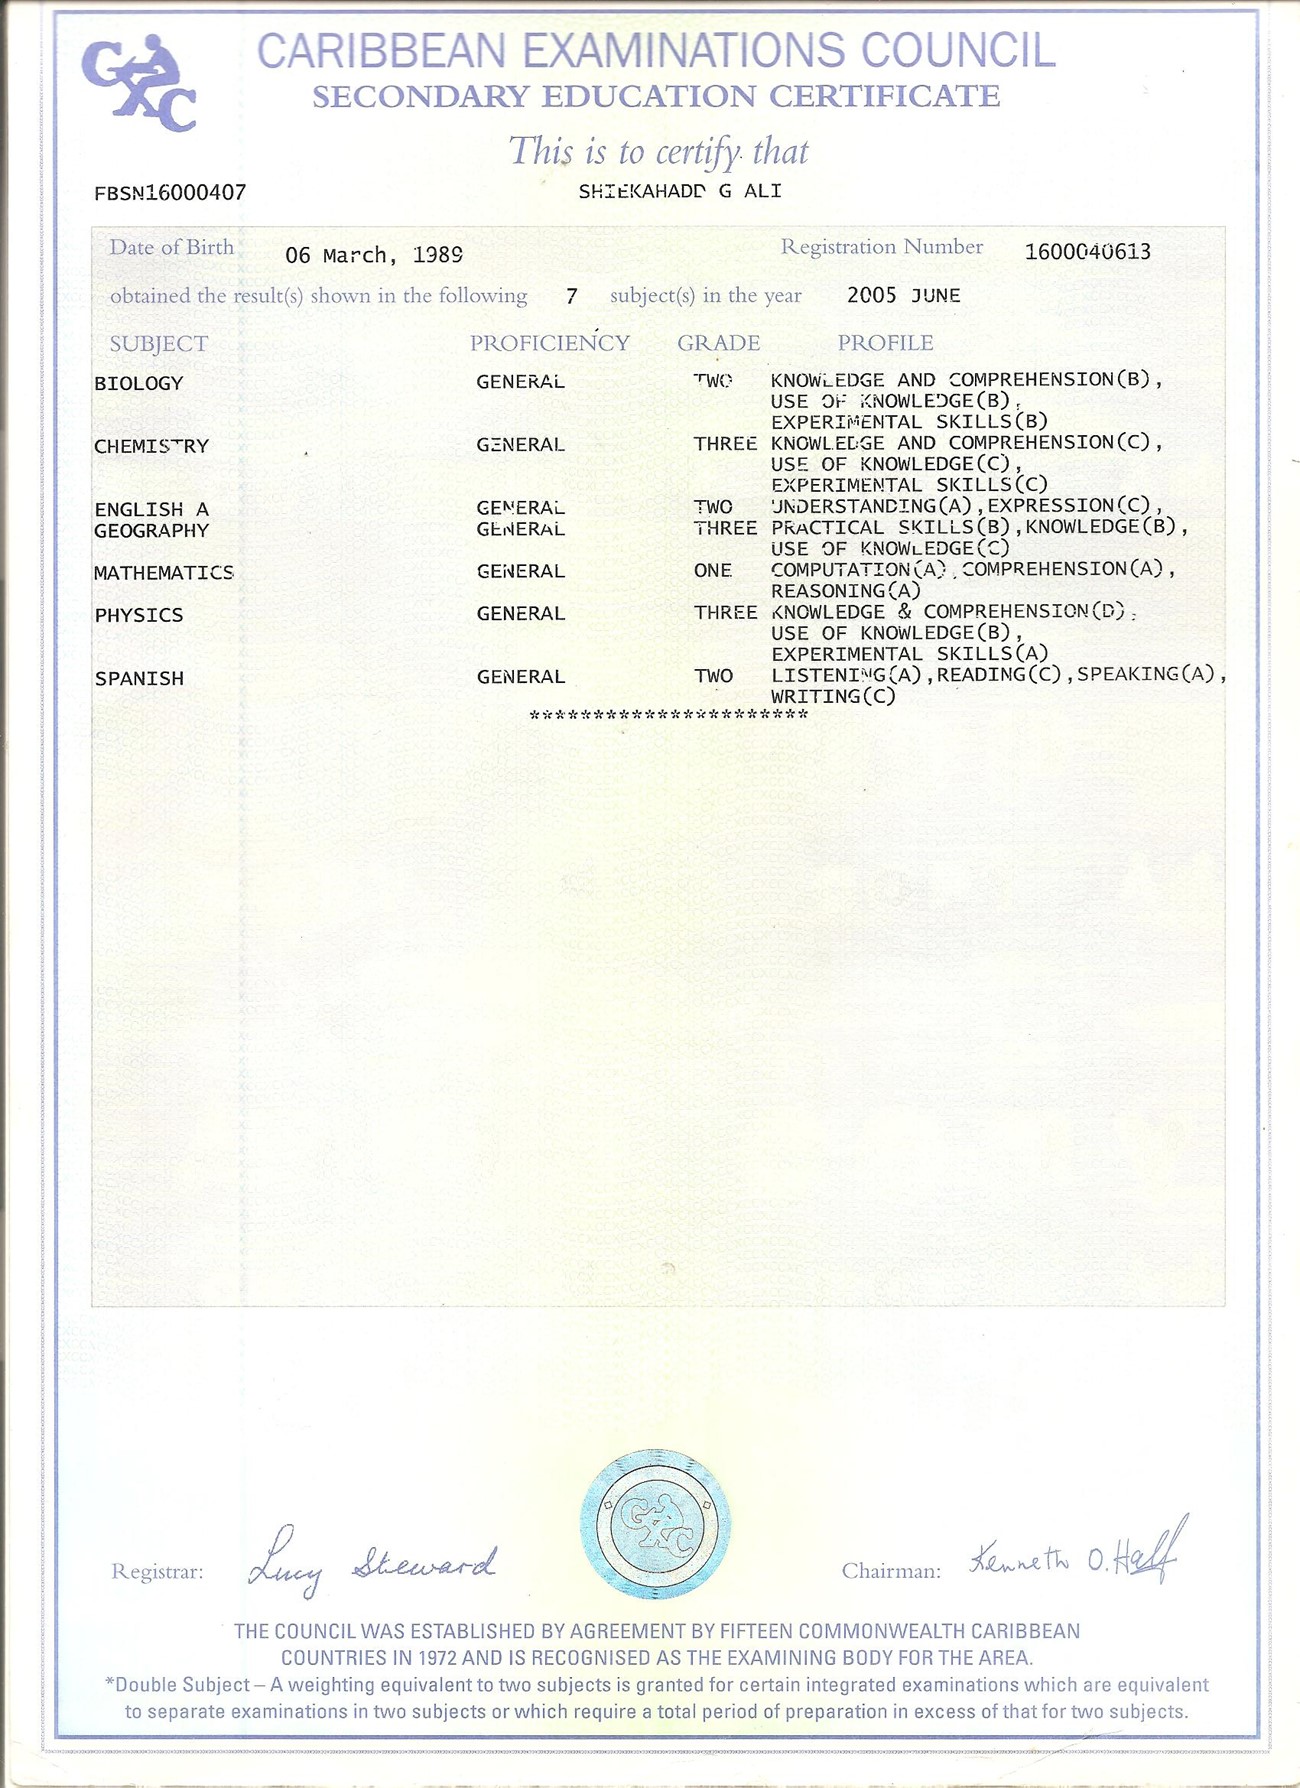 CXC
CARIBBEAN EXAMINATIONS COUNCIL
SECONDARY EDUCATION CERTIFICATE
This is to certify that
FBSN16000407 SHIEKAHADD G ALI
Date of Birth 06 March, 1989 Registration Number 1600040613
obtained the result(s) shown in the following 7 subject(s) in the year 2005 JUNE
SUBJECT PROFICIENCY GRADE PROFILE
BIOLOGY GENERAL TWO KNOWLEDGE AND COMPREHENSION(B),
USE OF KNOWLEDGE(B),
EXPERIMENTAL SKILLS(B)
CHEMISTRY GENERAL THREE KNOWLEDGE AND COMPREHENSION(C),
USE OF KNOWLEDGE(C),
EXPERIMENTAL SKILLS(C)
ENGLISH A GENERAL TWO UNDERSTANDING(A),EXPRESSION(C),
GEOGRAPHY GENERAL THREE PRACTICAL SKILLS(B),KNOWLEDGE(B),
USE OF KNOWLEDGE(C)
MATHEMATICS GENERAL ONE COMPUTATION(A),COMPREHENSION(A),
REASONING(A)
PHYSICS GENERAL THREE KNOWLEDGE & COMPREHENSION(D),
USE OF KNOWLEDGE(B),
EXPERIMENTAL SKILLS(A)
SPANISH GENERAL TWO LISTENING(A),READING(C),SPEAKING(A),
WRITING(C)
**********************
CXC
Registrar: Lucy Steward Chairman: Kenneth O. Hall
THE COUNCIL WAS ESTABLISHED BY AGREEMENT BY FIFTEEN COMMONWEALTH CARIBBEAN
COUNTRIES IN 1972 AND IS RECOGNISED AS THE EXAMINING BODY FOR THE AREA.
*Double Subject – A weighting equivalent to two subjects is granted for certain integrated examinations which are equivalent
to separate examinations in two subjects or which require a total period of preparation in excess of that for two subjects.